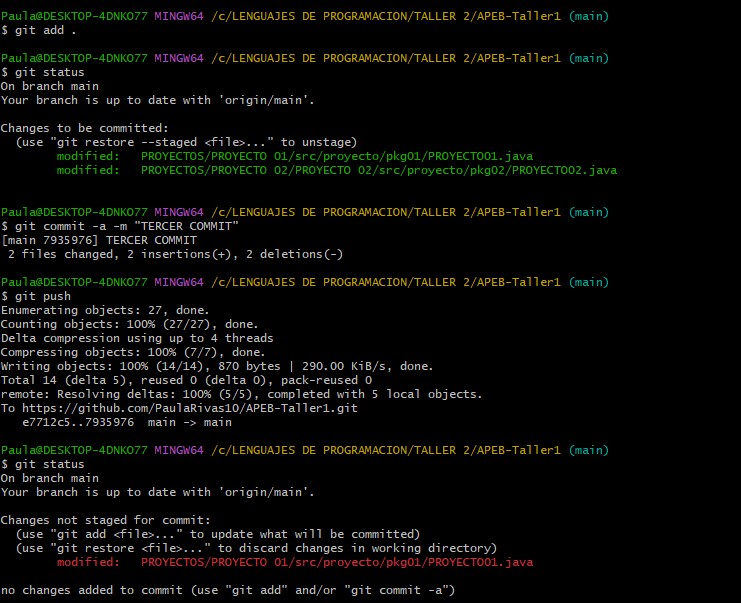 Paula@DESKTOP-4DNKO77 MINGW64 /c/LENGUAJES DE PROGRAMACION/TALLER 2/APEB-Taller1 (main)
$ git add .
Paula@DESKTOP-4DNKO77 MINGW64 /c/LENGUAJES DE PROGRAMACION/TALLER 2/APEB-Taller1 (main)
$ git status
On branch main
Your branch is up to date with 'origin/main'.
Changes to be committed:
  (use "git restore --staged <file>..." to unstage)
        modified:   PROYECTOS/PROYECTO 01/src/proyecto/pkg01/PROYECTO01.java
        modified:   PROYECTOS/PROYECTO 02/PROYECTO 02/src/proyecto/pkg02/PROYECTO02.java
Paula@DESKTOP-4DNKO77 MINGW64 /c/LENGUAJES DE PROGRAMACION/TALLER 2/APEB-Taller1 (main)
$ git commit -a -m "TERCER COMMIT"
[main 7935976] TERCER COMMIT
 2 files changed, 2 insertions(+), 2 deletions(-)
Paula@DESKTOP-4DNKO77 MINGW64 /c/LENGUAJES DE PROGRAMACION/TALLER 2/APEB-Taller1 (main)
$ git push
Enumerating objects: 27, done.
Counting objects: 100% (27/27), done.
Delta compression using up to 4 threads
Compressing objects: 100% (7/7), done.
Writing objects: 100% (14/14), 870 bytes | 290.00 KiB/s, done.
Total 14 (delta 5), reused 0 (delta 0), pack-reused 0
remote: Resolving deltas: 100% (5/5), completed with 5 local objects.
To https://github.com/PaulaRivas10/APEB-Taller1.git
   e7712c5..7935976  main -> main
Paula@DESKTOP-4DNKO77 MINGW64 /c/LENGUAJES DE PROGRAMACION/TALLER 2/APEB-Taller1 (main)
$ git status
On branch main
Your branch is up to date with 'origin/main'.
Changes not staged for commit:
  (use "git add <file>..." to update what will be committed)
  (use "git restore <file>..." to discard changes in working directory)
        modified:   PROYECTOS/PROYECTO 01/src/proyecto/pkg01/PROYECTO01.java
no changes added to commit (use "git add" and/or "git commit -a")